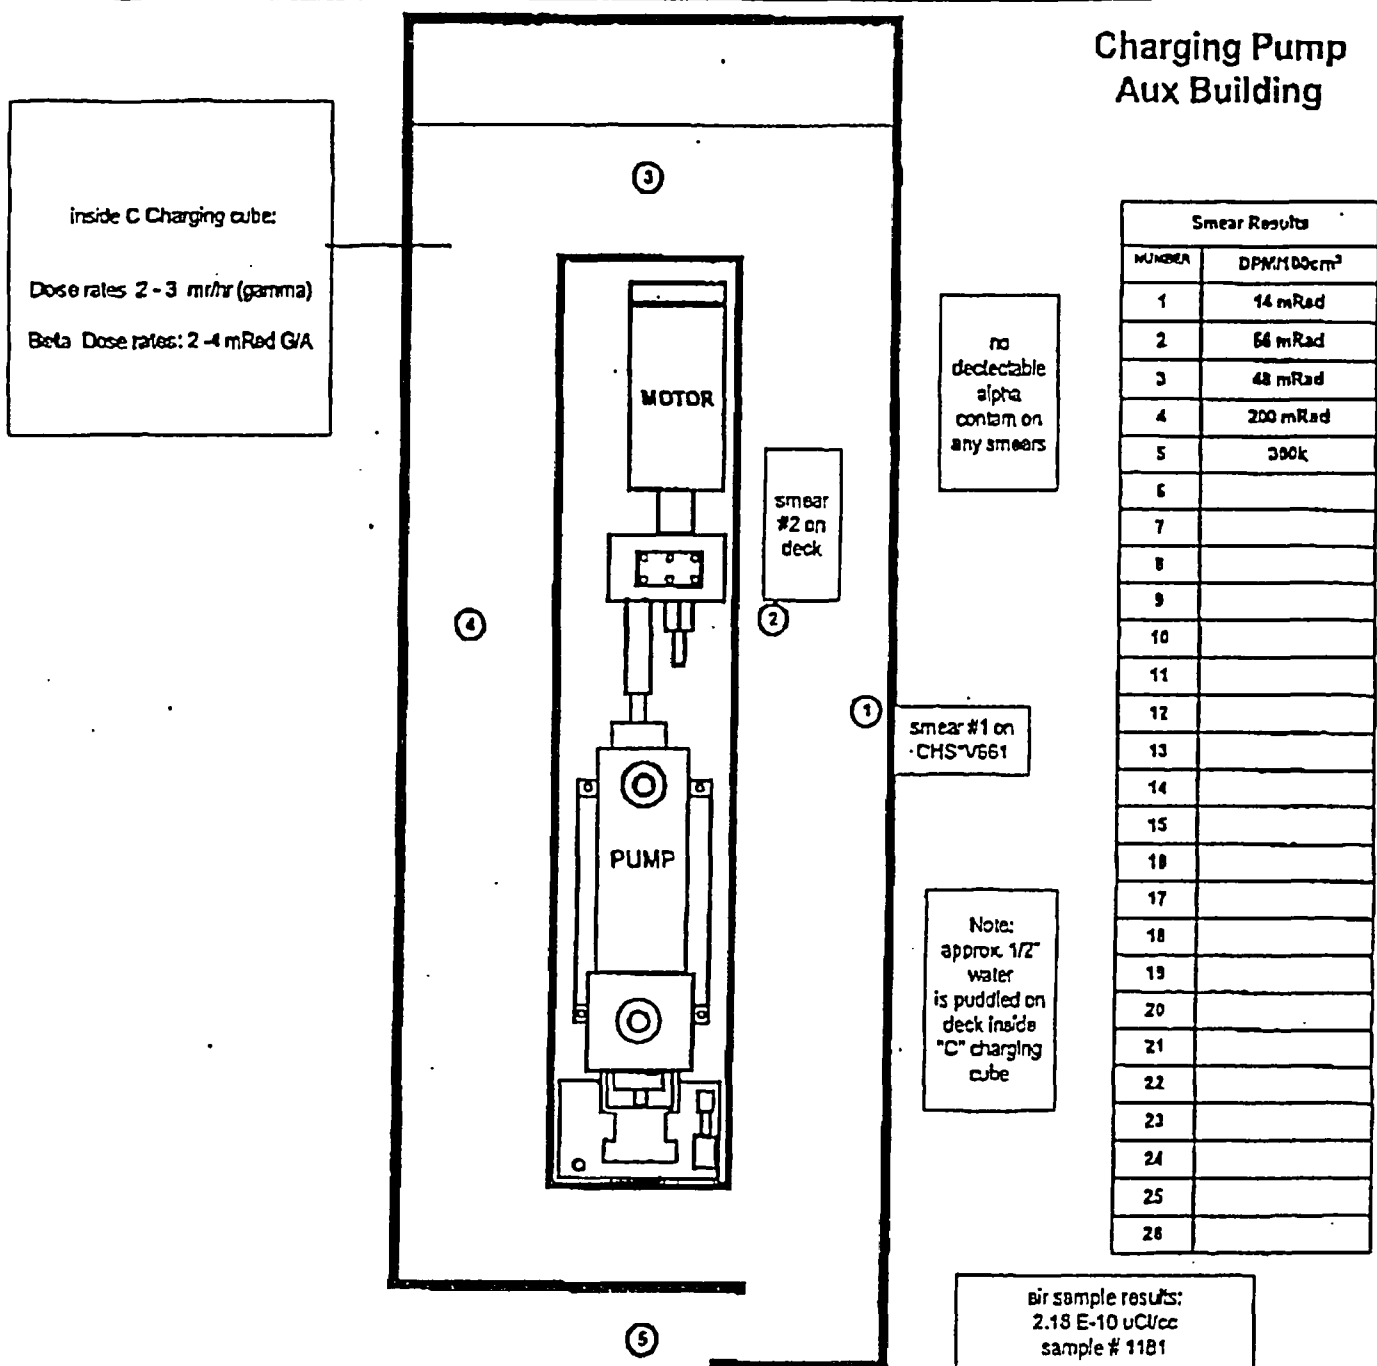 Charging Pump
Aux Building
inside C Charging cube:
Dose rates 2 - 3 mr/hr (gamma)
Beta Dose rates: 2 -4 mRad G/A
3
MOTOR
smear
#2 on
deck
4
2
1
smear #1 on
CHS*V661
PUMP
no
dectectable
alpha
contam on
any smears
Note:
approx. 1/2"
water
is puddled on
deck inside
"C" charging
cube
5
Smear Results
NUMBER DPM/100cm²
1 14 mRad
2 mRad
3 48 mRad
4 200 mRad
5
6
7
8
9
10
11
12
13
14
15
16
17
18
19
20
21
22
23
24
25
26
air sample results:
2.18 E-10 uCi/cc
sample # 1181